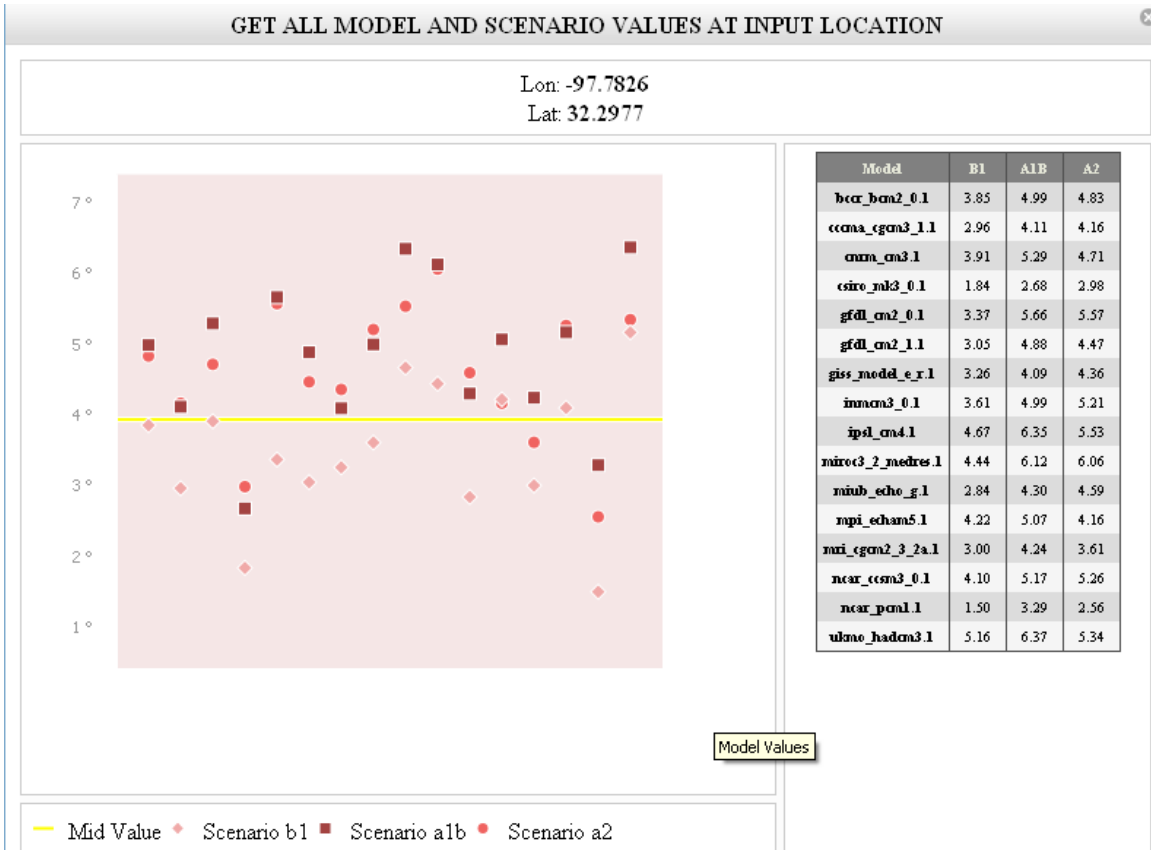 GET ALL MODEL AND SCENARIO VALUES AT INPUT LOCATION
Lon: -97.7826
Lat: 32.2977
7 °
6 °
5 °
4 °
3 °
2 °
1 °
Model Values
Mid Value Scenario b1 Scenario a1b Scenario a2
Model B1 A1B A2
bccr_bcm2_0.1 3.85 4.99 4.83
cccma_cgcm3_1.1 2.96 4.11 4.16
cnrm_cm3.1 3.91 5.29 4.71
csiro_mk3_0.1 1.84 2.68 2.98
gfdl_cm2_0.1 3.37 5.66 5.57
gfdl_cm2_1.1 3.05 4.88 4.47
giss_model_e_r.1 3.26 4.09 4.36
inmcm3_0.1 3.61 4.99 5.21
ipsl_cm4.1 4.67 6.35 5.53
miroc3_2_medres.1 4.44 6.12 6.06
miub_echo_g.1 2.84 4.30 4.59
mpi_echam5.1 4.22 5.07 4.16
mri_cgcm2_3_2a.1 3.00 4.24 3.61
ncar_ccsm3_0.1 4.10 5.17 5.26
ncar_pcm1.1 1.50 3.29 2.56
ukmo_hadcm3.1 5.16 6.37 5.34